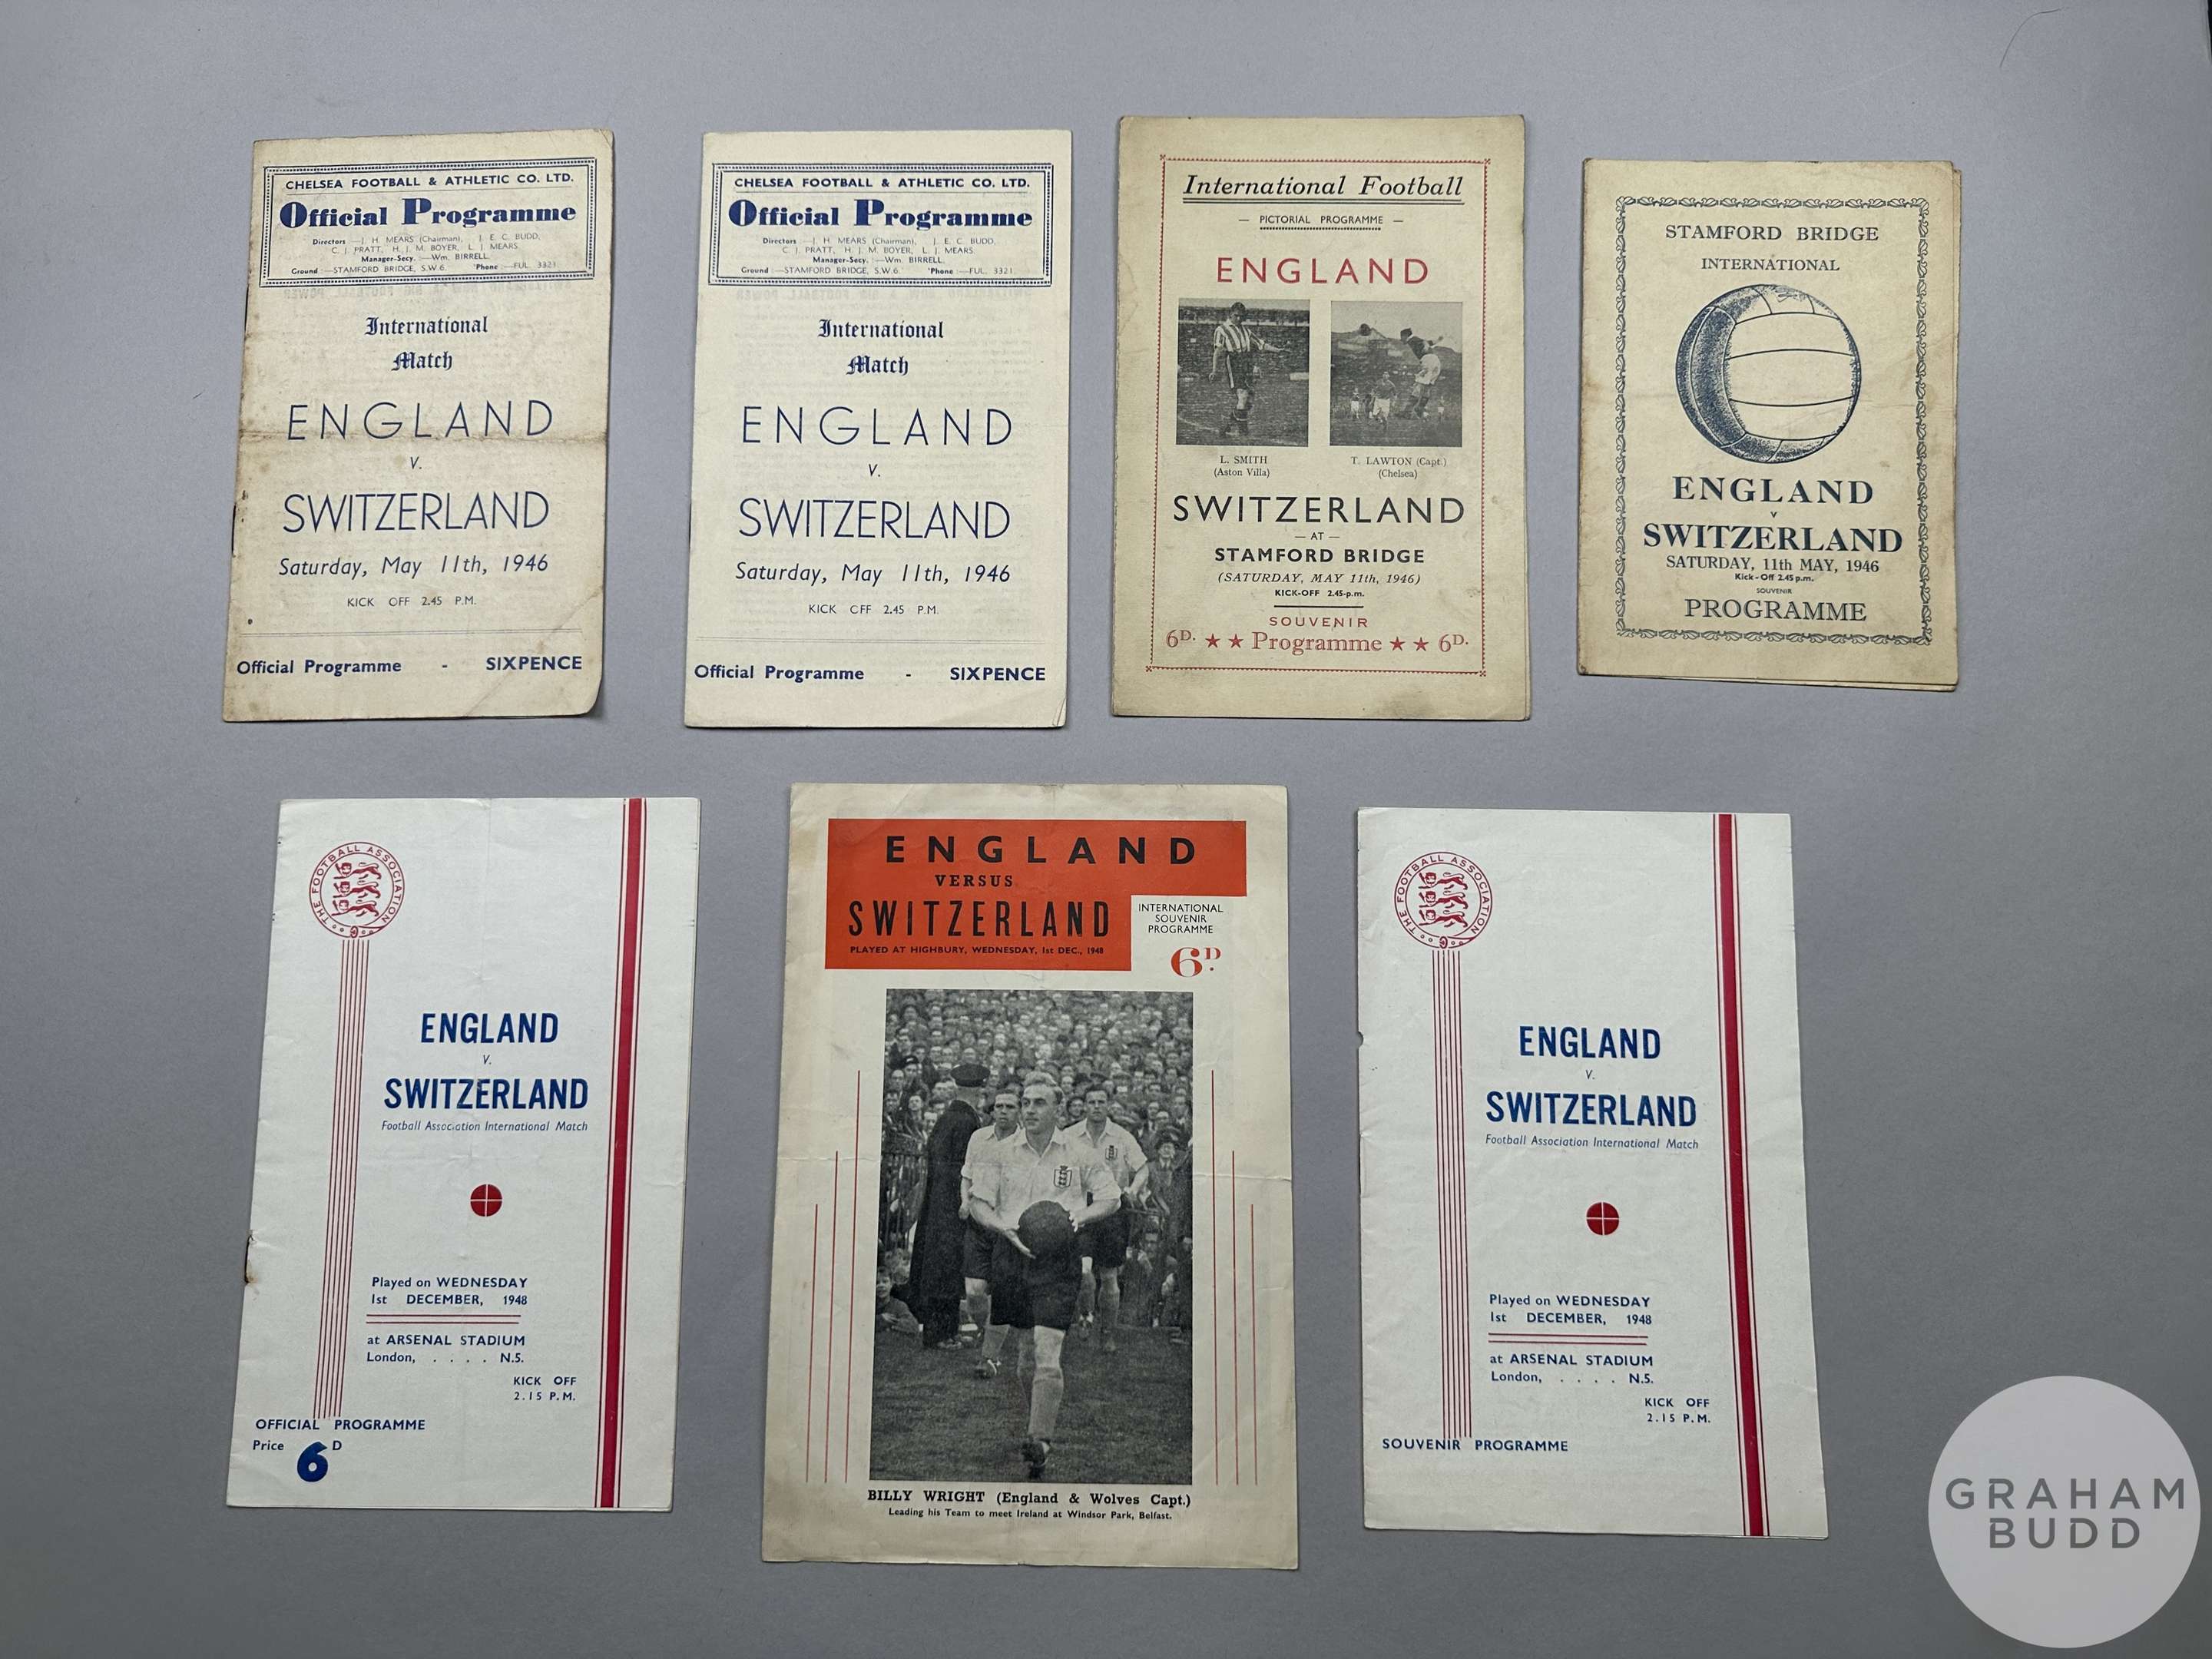 CHELSEA FOOTBALL & ATHLETIC CO. LTD.
Official Programme
Directors :—J. H. MEARS (Chairman), J. E. C. BUDD,
C. J. PRATT, H. J. M. BOYER, L. J. MEARS.
Manager-Secy. :—Wm. BIRRELL.
Ground :—STAMFORD BRIDGE, S.W.6. 'Phone :—FUL. 3321.
International
Match
ENGLAND
V.
SWITZERLAND
Saturday, May 11th, 1946
KICK OFF 2.45 P.M.
Official Programme - SIXPENCE
CHELSEA FOOTBALL & ATHLETIC CO. LTD.
Official Programme
Directors :—J. H. MEARS (Chairman), J. E. C. BUDD,
C. J. PRATT, H. J. M. BOYER, L. J. MEARS.
Manager-Secy. :—Wm. BIRRELL.
Ground :—STAMFORD BRIDGE, S.W.6. 'Phone :—FUL. 3321.
International
Match
ENGLAND
V.
SWITZERLAND
Saturday, May 11th, 1946
KICK OFF 2.45 P.M.
Official Programme - SIXPENCE
International Football
— PICTORIAL PROGRAMME —
ENGLAND
L. SMITH
(Aston Villa)
T. LAWTON (Capt.)
(Chelsea)
SWITZERLAND
— AT —
STAMFORD BRIDGE
(SATURDAY, MAY 11th, 1946)
KICK-OFF 2.45-p.m.
SOUVENIR
6D. ★ ★ Programme ★ ★ 6D.
STAMFORD BRIDGE
INTERNATIONAL
ENGLAND
v
SWITZERLAND
SATURDAY, 11th MAY, 1946
Kick-Off 2.45 p.m.
SOUVENIR
PROGRAMME
THE FOOTBALL ASSOCIATION
ENGLAND
V.
SWITZERLAND
Football Association International Match
Played on WEDNESDAY
1st DECEMBER, 1948
at ARSENAL STADIUM
London, . . . . N.5.
KICK OFF
2.15 P.M.
OFFICIAL PROGRAMME
Price 6D
ENGLAND
VERSUS
SWITZERLAND
PLAYED AT HIGHBURY, WEDNESDAY, 1st DEC., 1948
INTERNATIONAL
SOUVENIR
PROGRAMME
6D.
BILLY WRIGHT (England & Wolves Capt.)
Leading his Team to meet Ireland at Windsor Park, Belfast.
THE FOOTBALL ASSOCIATION
ENGLAND
V.
SWITZERLAND
Football Association International Match
Played on WEDNESDAY
1st DECEMBER, 1948
at ARSENAL STADIUM
London, . . . . N.5.
KICK OFF
2.15 P.M.
SOUVENIR PROGRAMME
GRAHAM
BUDD